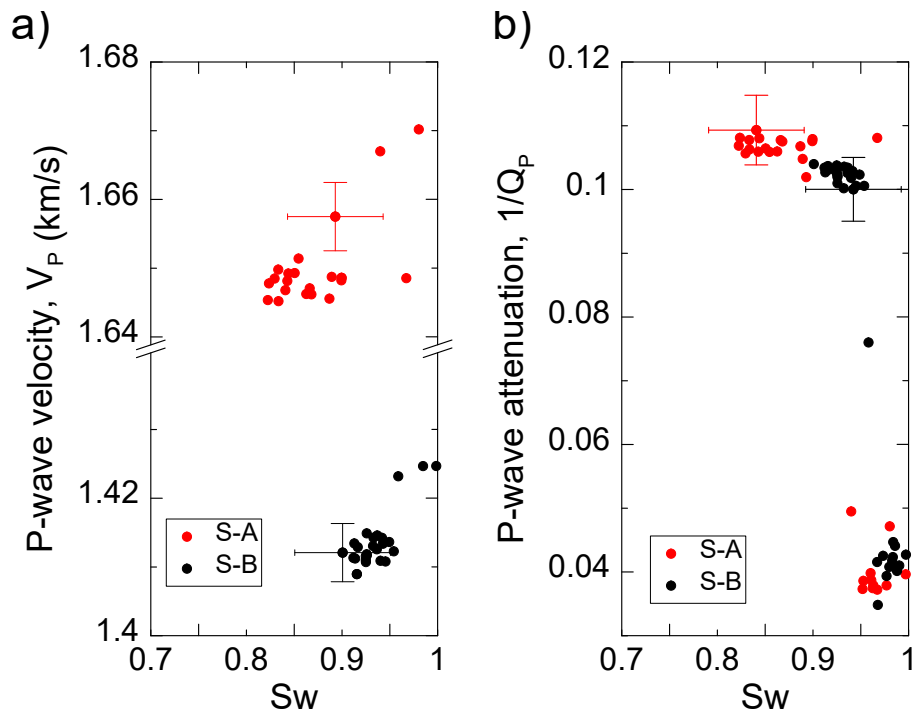 a)
P-wave velocity, V_P (km/s)
1.68
1.66
1.64
1.42
1.4
S-A
S-B
0.7
0.8
0.9
1
Sw
b)
P-wave attenuation, 1/Q_P
0.12
0.1
0.08
0.06
0.04
S-A
S-B
0.7
0.8
0.9
1
Sw